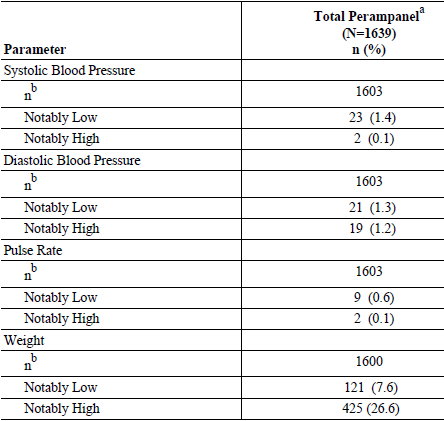 Total Perampanel^a
(N=1639)
Parameter n (%)
Systolic Blood Pressure
n^b 1603
Notably Low 23 (1.4)
Notably High 2 (0.1)
Diastolic Blood Pressure
n^b 1603
Notably Low 21 (1.3)
Notably High 19 (1.2)
Pulse Rate
n^b 1603
Notably Low 9 (0.6)
Notably High 2 (0.1)
Weight
n^b 1600
Notably Low 121 (7.6)
Notably High 425 (26.6)